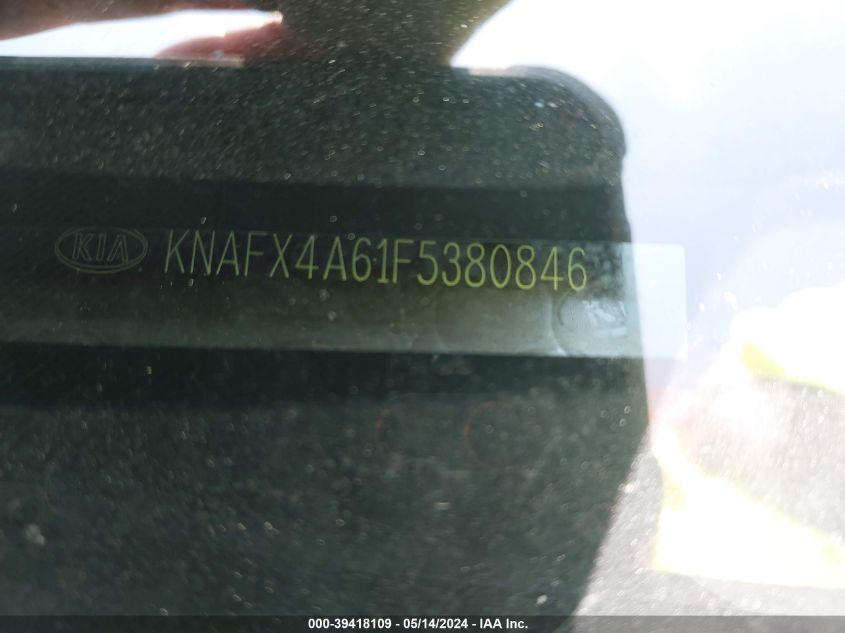 KIA KNAFX4A61F5380846
000-39418109 - 05/14/2024 - IAA Inc.